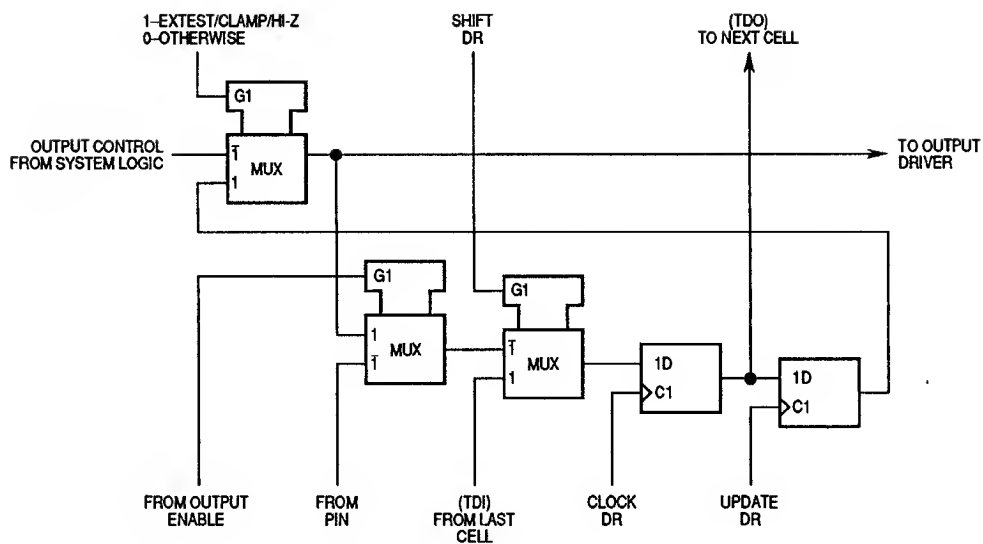 1–EXTEST/CLAMP/HI-Z
0–OTHERWISE
SHIFT
DR
(TDO)
TO NEXT CELL
G1
OUTPUT CONTROL
FROM SYSTEM LOGIC
1̅
1
MUX
TO OUTPUT
DRIVER
G1
G1
1
1̅
MUX
1̅
1
MUX
1D
C1
1D
C1
FROM OUTPUT
ENABLE
FROM
PIN
(TDI)
FROM LAST
CELL
CLOCK
DR
UPDATE
DR